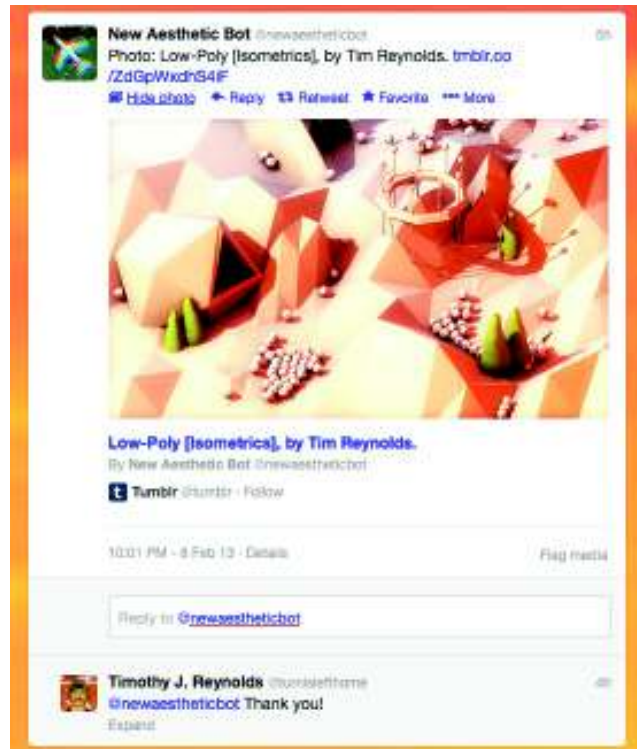 New Aesthetic Bot @newaestheticbot
Photo: Low-Poly [Isometrics], by Tim Reynolds. tmblr.co
/ZdGpWxdhS4iF
Hide photo Reply Retweet Favorite More
Low-Poly [Isometrics], by Tim Reynolds.
By New Aesthetic Bot @newaestheticbot
t Tumblr @tumblr · Follow
10:01 PM - 8 Feb 13 · Details
Flag media
Reply to @newaestheticbot
Timothy J. Reynolds
@newaestheticbot Thank you!
Expand